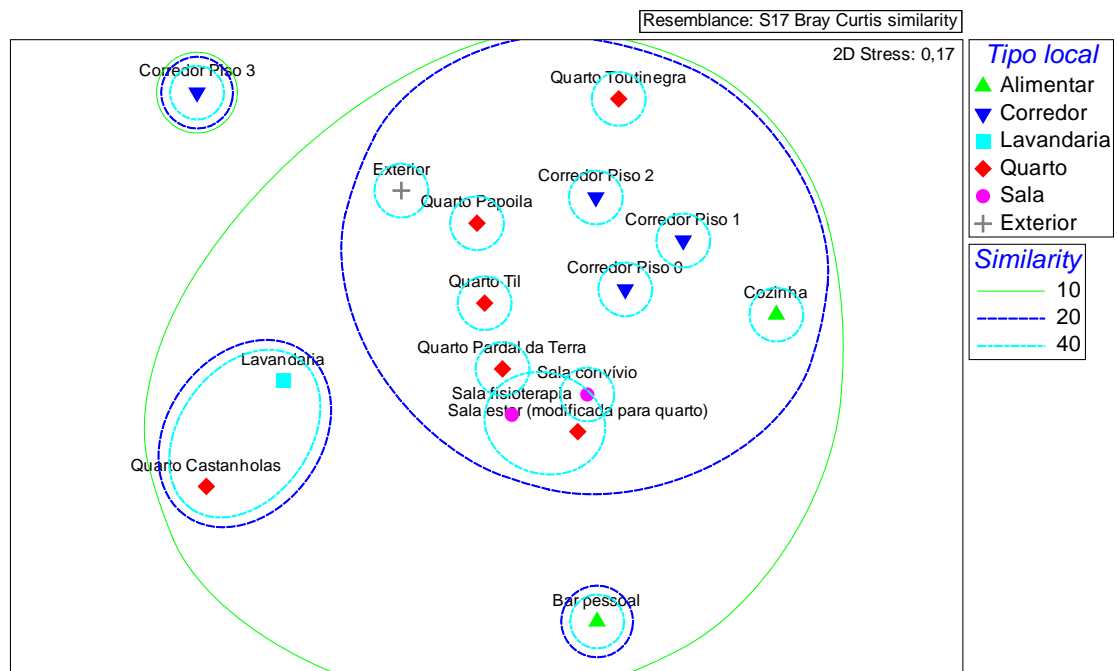 Resemblance: S17 Bray Curtis similarity
2D Stress: 0,17
Corredor Piso 3
Quarto Toutinegra
Exterior
Corredor Piso 2
Quarto Papoila
Corredor Piso 1
Corredor Piso 0
Quarto Til
Cozinha
Quarto Pardal da Terra
Lavandaria
Sala convívio
Sala fisioterapia
Sala estar (modificada para quarto)
Quarto Castanholas
Bar pessoal
Tipo local
Alimentar
Corredor
Lavandaria
Quarto
Sala
Exterior
Similarity
10
20
40